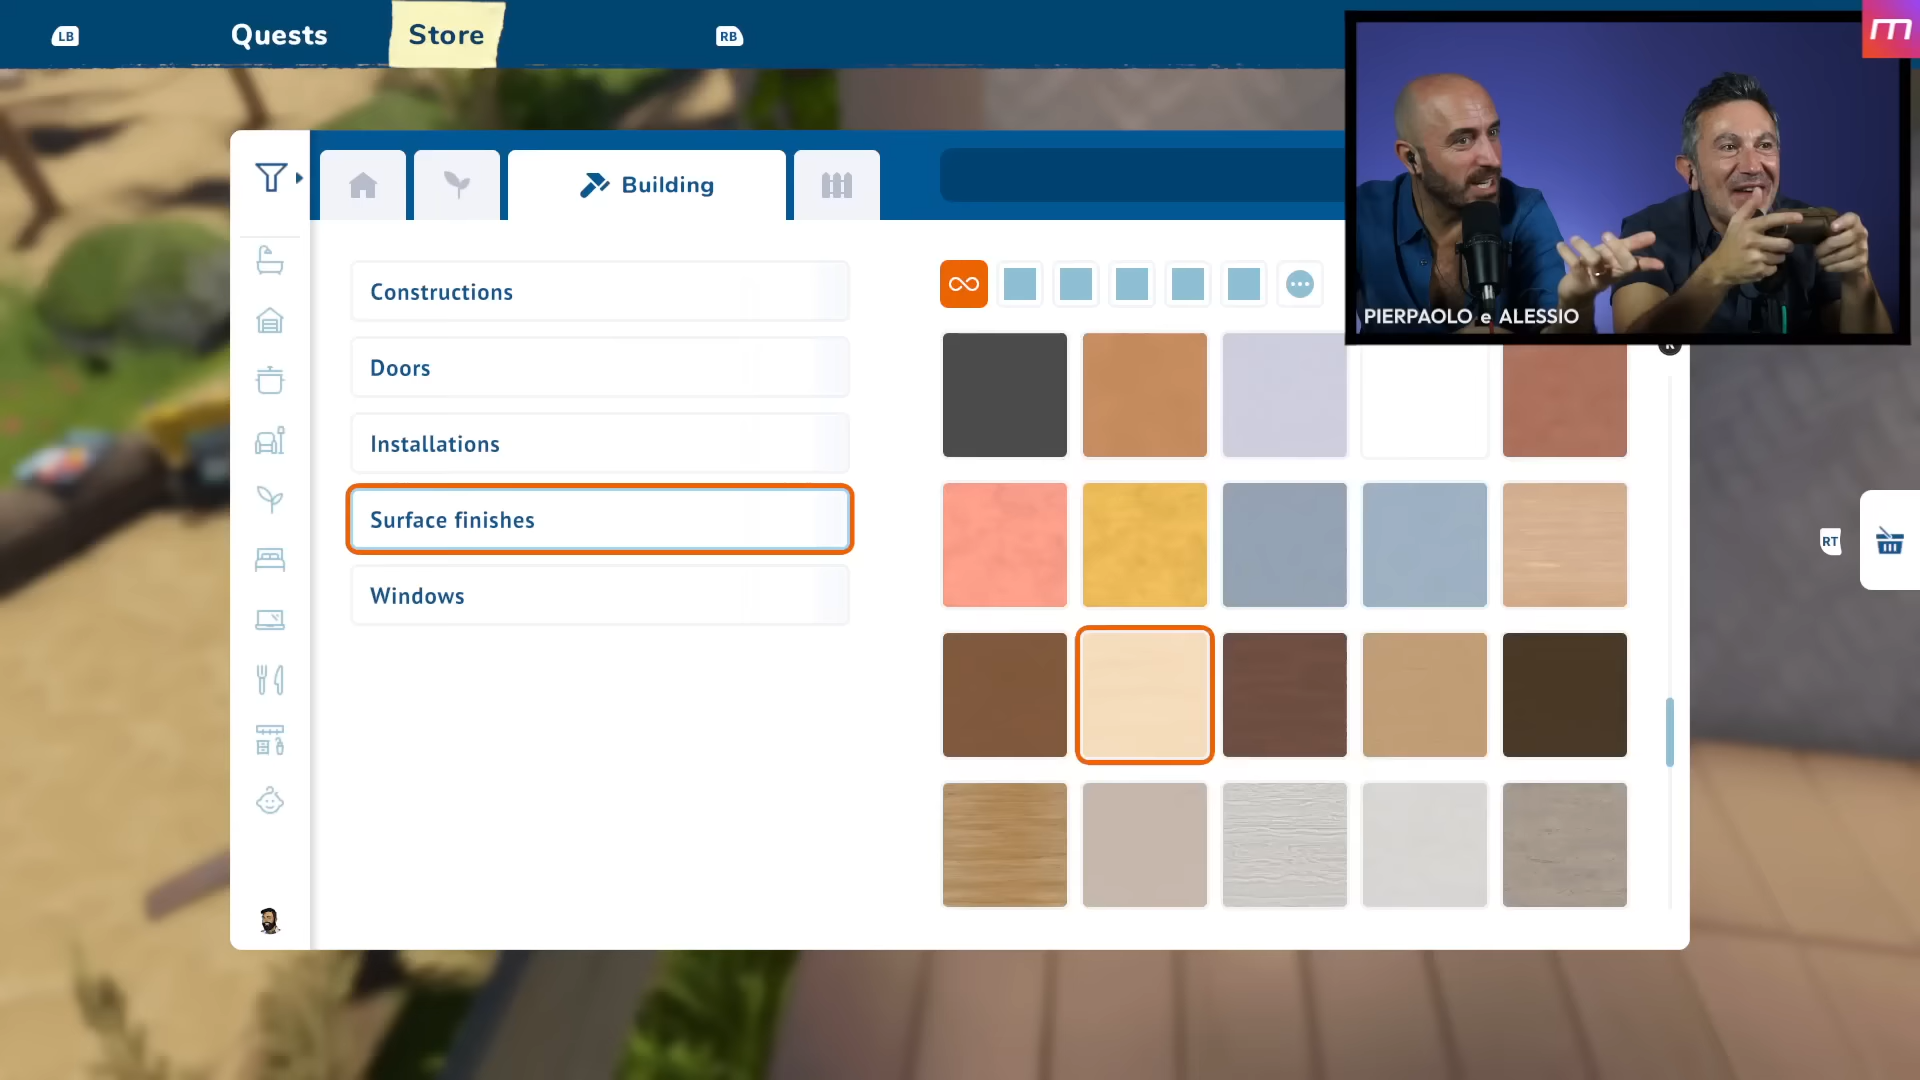 LB
Quests
Store
RB
m
Building
Constructions
Doors
Installations
Surface finishes
Windows
PIERPAOLO e ALESSIO
RT